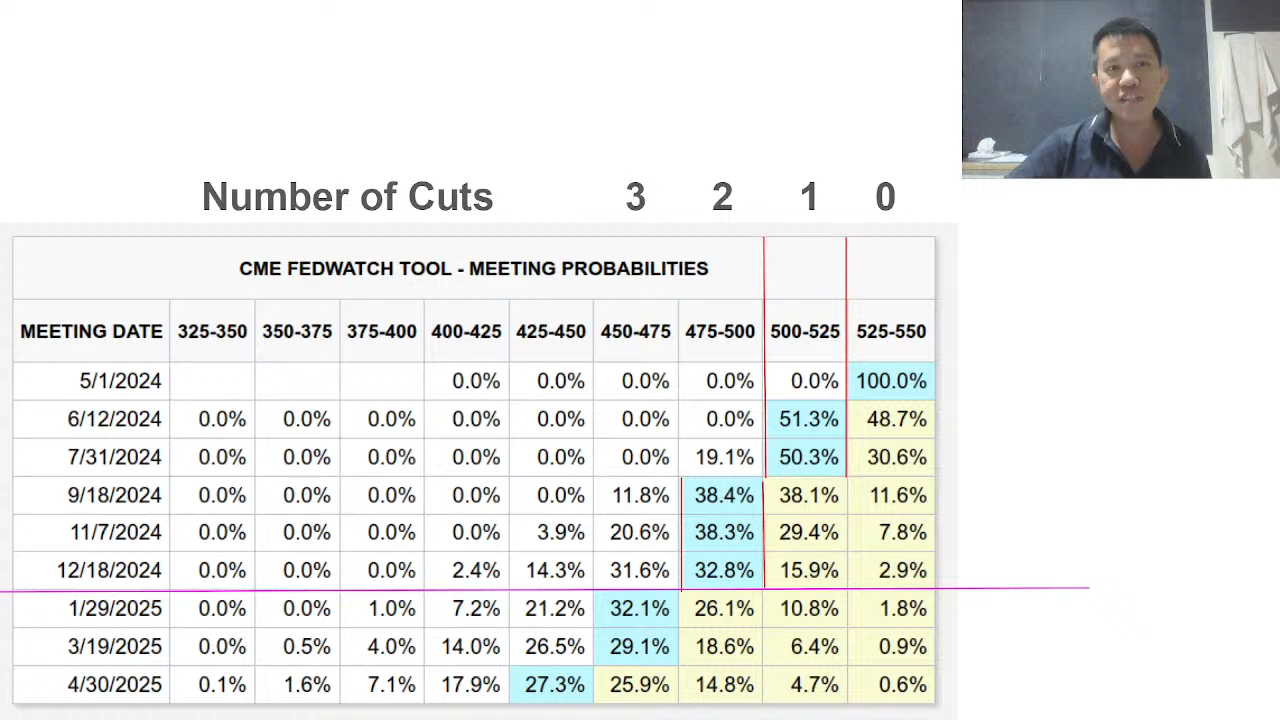 Number of Cuts 3 2 1 0
CME FEDWATCH TOOL - MEETING PROBABILITIES
MEETING DATE 325-350 350-375 375-400 400-425 425-450 450-475 475-500 500-525 525-550
5/1/2024 0.0% 0.0% 0.0% 0.0% 0.0% 100.0%
6/12/2024 0.0% 0.0% 0.0% 0.0% 0.0% 0.0% 0.0% 51.3% 48.7%
7/31/2024 0.0% 0.0% 0.0% 0.0% 0.0% 0.0% 19.1% 50.3% 30.6%
9/18/2024 0.0% 0.0% 0.0% 0.0% 0.0% 11.8% 38.4% 38.1% 11.6%
11/7/2024 0.0% 0.0% 0.0% 0.0% 3.9% 20.6% 38.3% 29.4% 7.8%
12/18/2024 0.0% 0.0% 0.0% 2.4% 14.3% 31.6% 32.8% 15.9% 2.9%
1/29/2025 0.0% 0.0% 1.0% 7.2% 21.2% 32.1% 26.1% 10.8% 1.8%
3/19/2025 0.0% 0.5% 4.0% 14.0% 26.5% 29.1% 18.6% 6.4% 0.9%
4/30/2025 0.1% 1.6% 7.1% 17.9% 27.3% 25.9% 14.8% 4.7% 0.6%